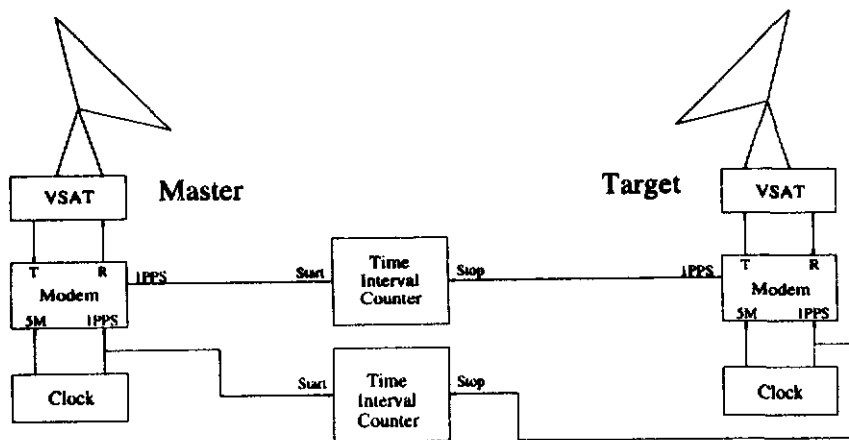 Master
Target
VSAT
VSAT
T R
Modem
5M 1PPS
1PPS
Start
Time
Interval
Counter
Stop
1PPS
T R
Modem
5M 1PPS
Clock
Start
Time
Interval
Counter
Stop
Clock